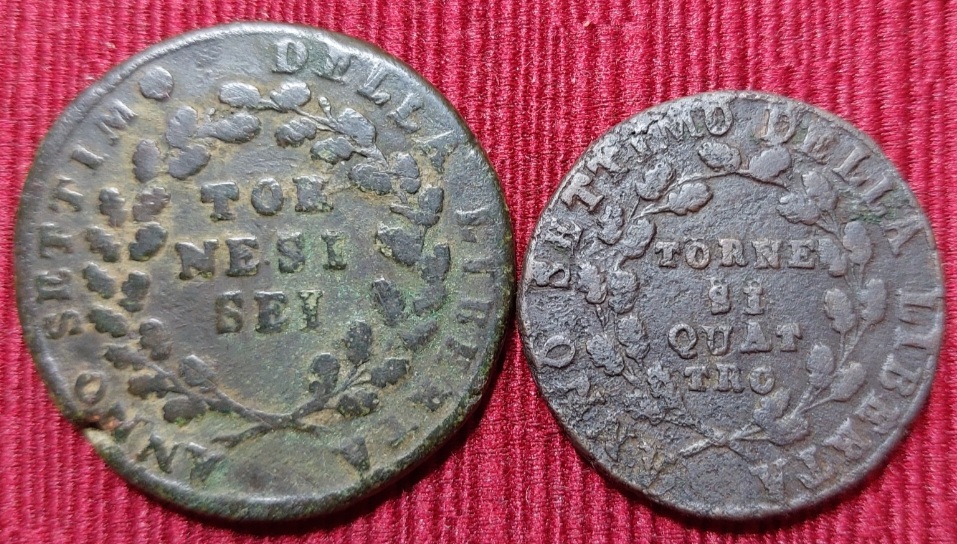 ANNO SETTIMO DELLA LIBERTA
TOR
NESI
SEI
ANNO SETTIMO DELLA LIBERTA
TORNE
SI
QUAT
TRO